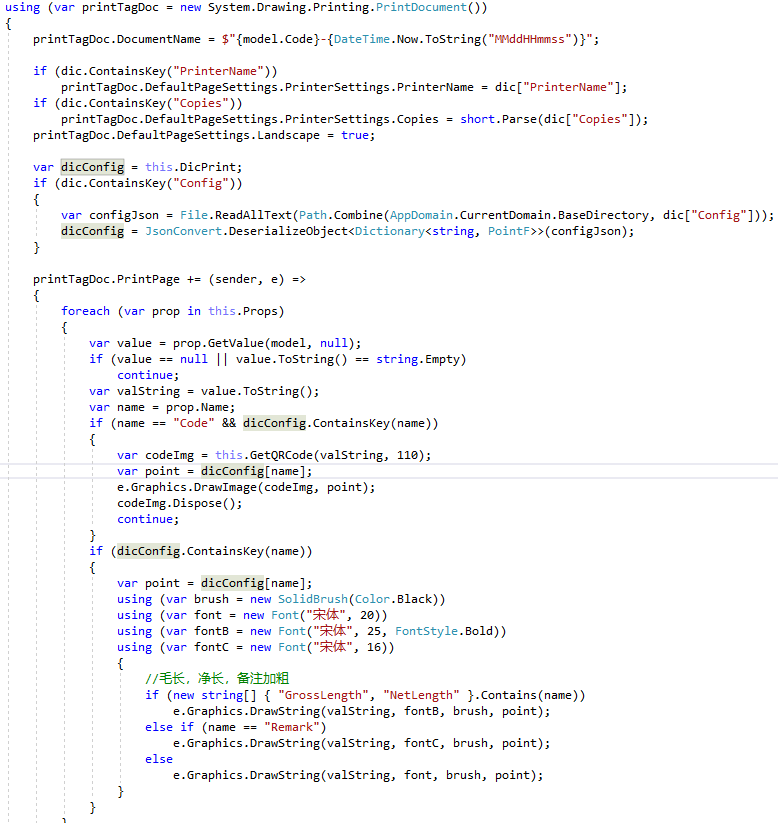 using (var printTagDoc = new System.Drawing.Printing.PrintDocument())
{
    printTagDoc.DocumentName = $"{model.Code}-{DateTime.Now.ToString("MMddHHmmss")}";

    if (dic.ContainsKey("PrinterName"))
        printTagDoc.DefaultPageSettings.PrinterSettings.PrinterName = dic["PrinterName"];
    if (dic.ContainsKey("Copies"))
        printTagDoc.DefaultPageSettings.PrinterSettings.Copies = short.Parse(dic["Copies"]);
    printTagDoc.DefaultPageSettings.Landscape = true;

    var dicConfig = this.DicPrint;
    if (dic.ContainsKey("Config"))
    {
        var configJson = File.ReadAllText(Path.Combine(AppDomain.CurrentDomain.BaseDirectory, dic["Config"]));
        dicConfig = JsonConvert.DeserializeObject<Dictionary<string, PointF>>(configJson);
    }

    printTagDoc.PrintPage += (sender, e) =>
    {
        foreach (var prop in this.Props)
        {
            var value = prop.GetValue(model, null);
            if (value == null || value.ToString() == string.Empty)
                continue;
            var valString = value.ToString();
            var name = prop.Name;
            if (name == "Code" && dicConfig.ContainsKey(name))
            {
                var codeImg = this.GetQRCode(valString, 110);
                var point = dicConfig[name];
                e.Graphics.DrawImage(codeImg, point);
                codeImg.Dispose();
                continue;
            }
            if (dicConfig.ContainsKey(name))
            {
                var point = dicConfig[name];
                using (var brush = new SolidBrush(Color.Black))
                using (var font = new Font("宋体", 20))
                using (var fontB = new Font("宋体", 25, FontStyle.Bold))
                using (var fontC = new Font("宋体", 16))
                {
                    //毛长，净长，备注加粗
                    if (new string[] { "GrossLength", "NetLength" }.Contains(name))
                        e.Graphics.DrawString(valString, fontB, brush, point);
                    else if (name == "Remark")
                        e.Graphics.DrawString(valString, fontC, brush, point);
                    else
                        e.Graphics.DrawString(valString, font, brush, point);
                }
            }
        }